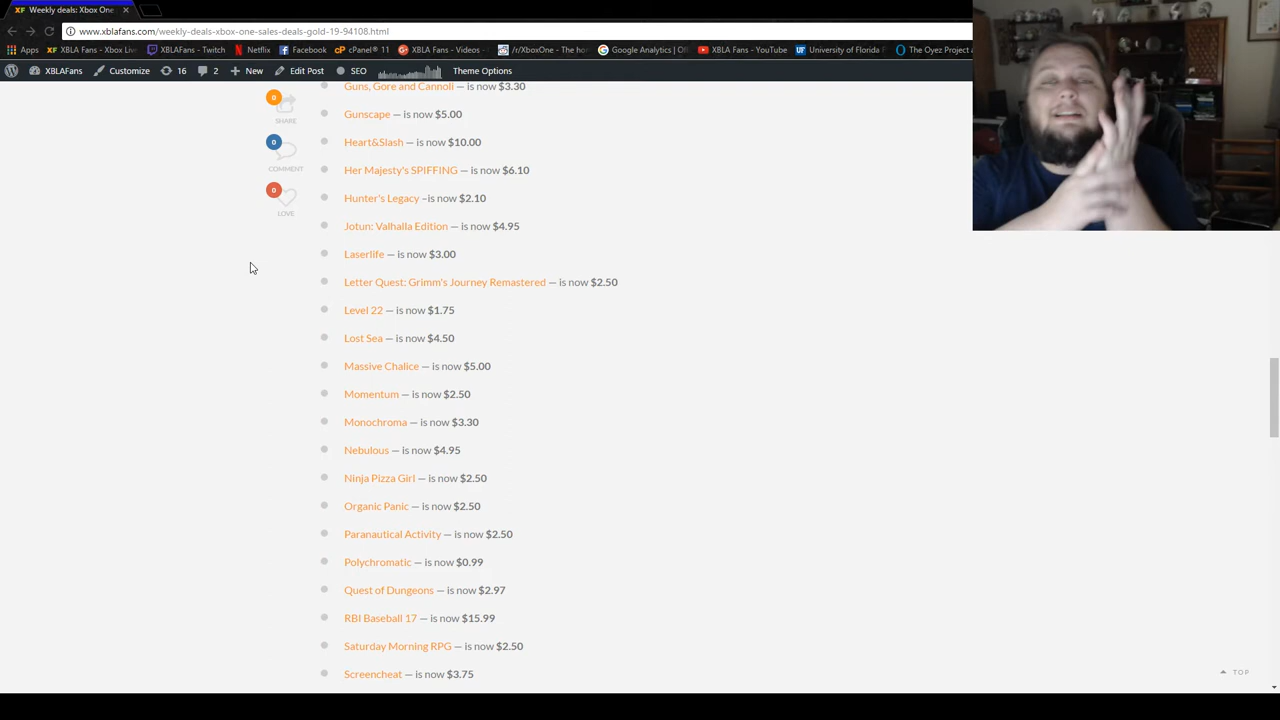 Weekly deals: Xbox One
www.xblafans.com/weekly-deals-xbox-one-sales-deals-gold-19-94108.html
Apps XBLA Fans - Xbox Live XBLAFans - Twitch Netflix Facebook cPanel® 11 XBLA Fans - Videos - /r/XboxOne - The ho Google Analytics | Of XBLA Fans - YouTube University of Florida The Oyez Project a
XBLAFans Customize 16 2 New Edit Post SEO Theme Options
Guns, Gore and Cannoli — is now $3.30
0
SHARE
Gunscape — is now $5.00
0
Heart&Slash — is now $10.00
COMMENT
Her Majesty's SPIFFING — is now $6.10
0
Hunter's Legacy –is now $2.10
LOVE
Jotun: Valhalla Edition — is now $4.95
Laserlife — is now $3.00
Letter Quest: Grimm's Journey Remastered — is now $2.50
Level 22 — is now $1.75
Lost Sea — is now $4.50
Massive Chalice — is now $5.00
Momentum — is now $2.50
Monochroma — is now $3.30
Nebulous — is now $4.95
Ninja Pizza Girl — is now $2.50
Organic Panic — is now $2.50
Paranautical Activity — is now $2.50
Polychromatic — is now $0.99
Quest of Dungeons — is now $2.97
RBI Baseball 17 — is now $15.99
Saturday Morning RPG — is now $2.50
Screencheat — is now $3.75
TOP